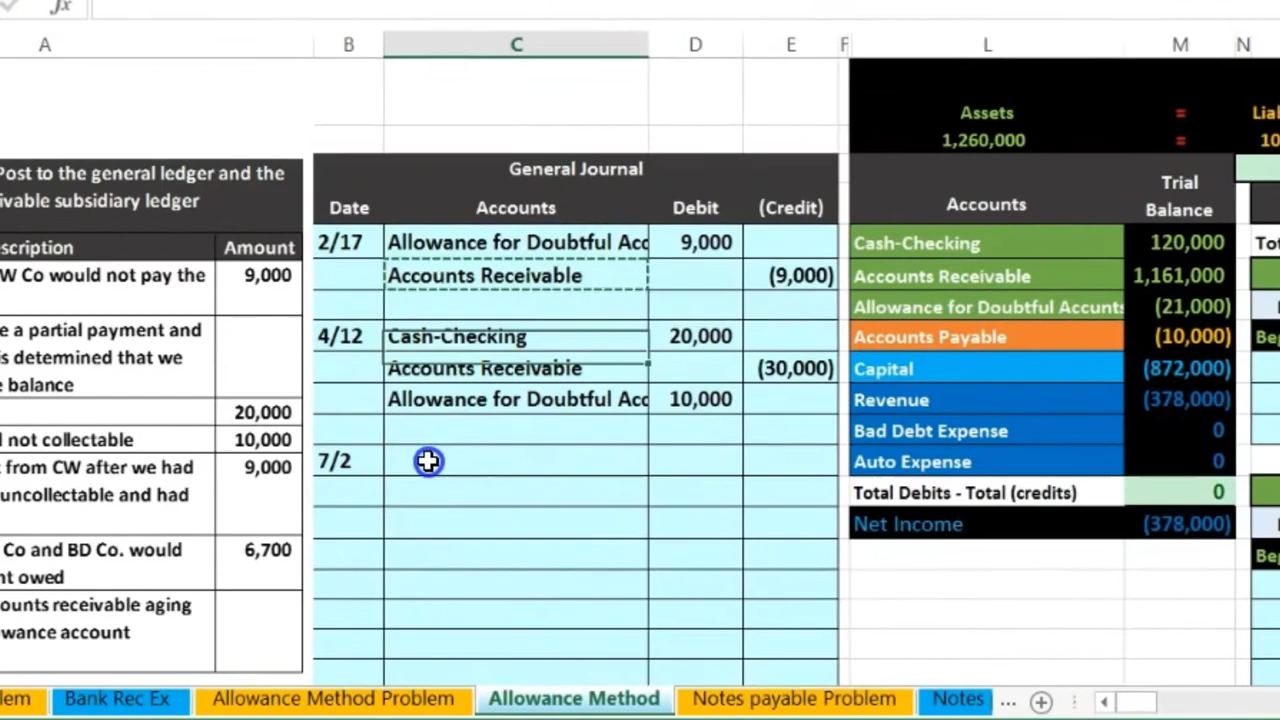 fx
A B C D E F L M N
Assets = Lial
1,260,000 = 10
Post to the general ledger and the
ivable subsidiary ledger
escription Amount
W Co would not pay the 9,000
e a partial payment and
is determined that we
e balance
20,000
d not collectable 10,000
t from CW after we had 9,000
uncollectable and had
Co and BD Co. would 6,700
nt owed
ounts receivable aging
wance account
General Journal
Date Accounts Debit (Credit)
2/17 Allowance for Doubtful Acc 9,000
Accounts Receivable (9,000)
4/12 Cash-Checking 20,000
Accounts Receivable (30,000)
Allowance for Doubtful Acc 10,000
7/2
Trial
Accounts Balance
Cash-Checking 120,000 Tot
Accounts Receivable 1,161,000
Allowance for Doubtful Accunts (21,000)
Accounts Payable (10,000) Beg
Capital (872,000)
Revenue (378,000)
Bad Debt Expense 0
Auto Expense 0
Total Debits - Total (credits) 0
Net Income (378,000)
Beg
lem Bank Rec Ex Allowance Method Problem Allowance Method Notes payable Problem Notes ...